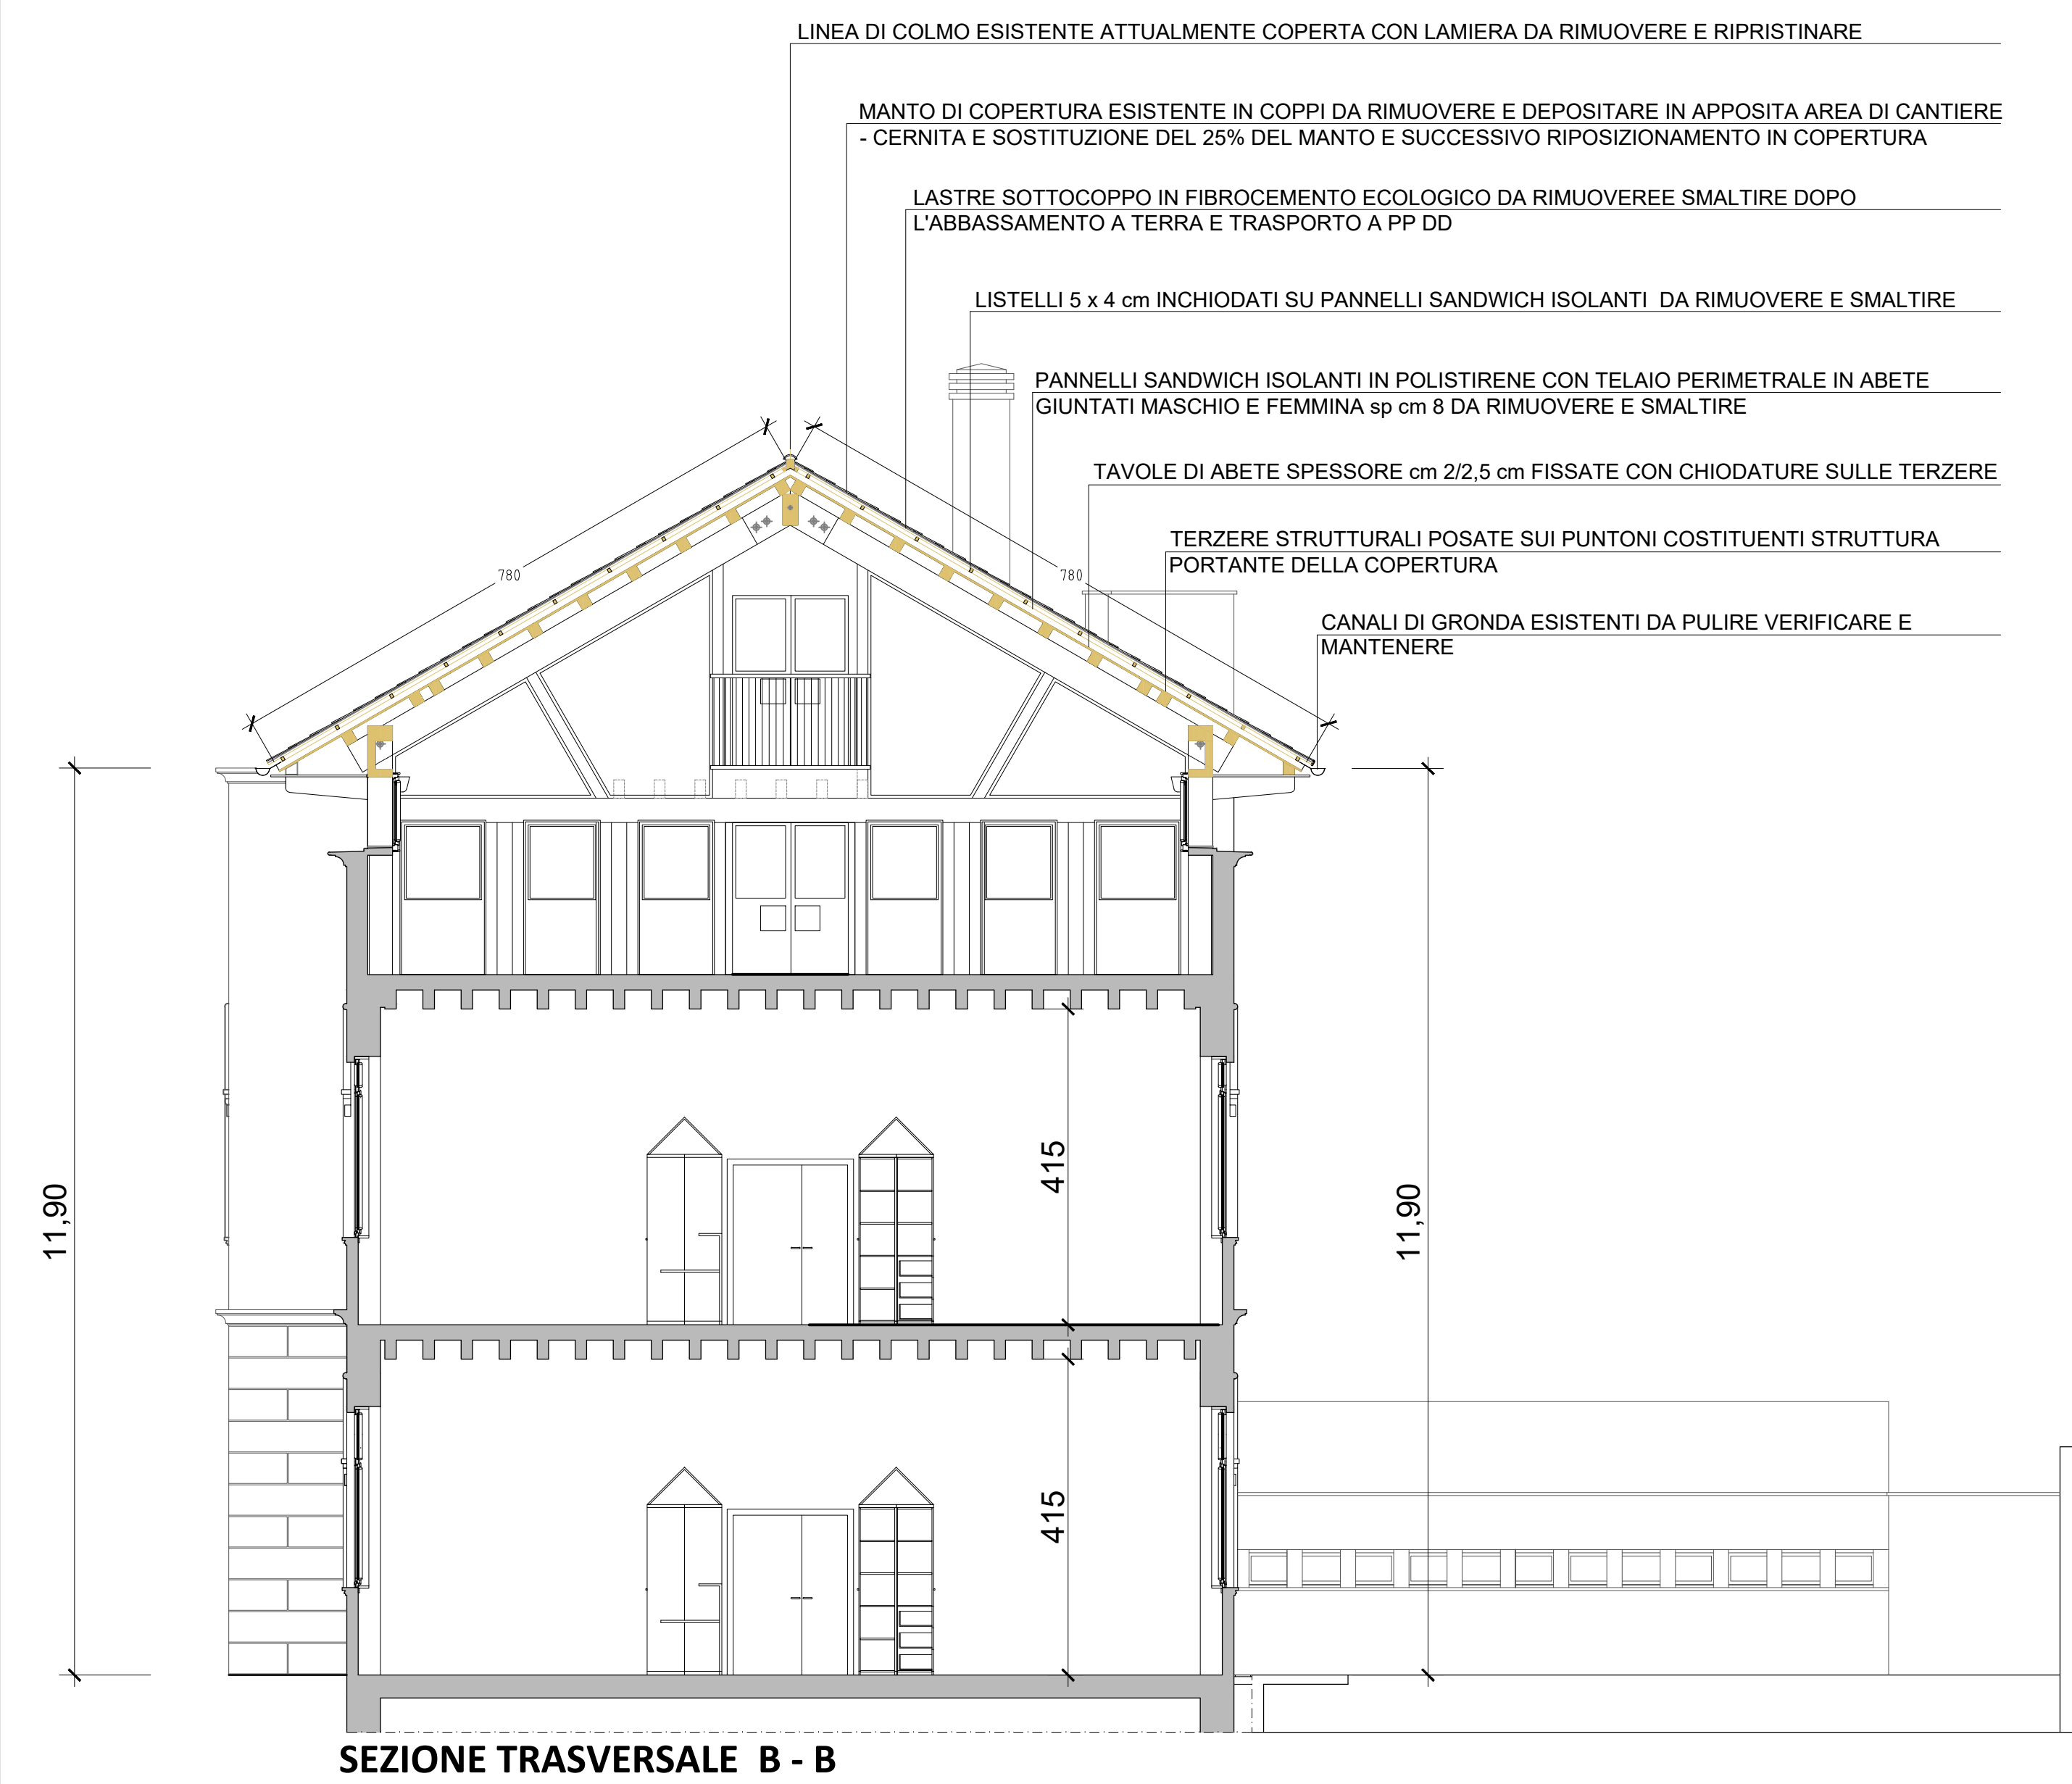 LINEA DI COLMO ESISTENTE ATTUALMENTE COPERTA CON LAMIERA DA RIMUOVERE E RIPRISTINARE
MANTO DI COPERTURA ESISTENTE IN COPPI DA RIMUOVERE E DEPOSITARE IN APPOSITA AREA DI CANTIERE
- CERNITA E SOSTITUZIONE DEL 25% DEL MANTO E SUCCESSIVO RIPOSIZIONAMENTO IN COPERTURA
LASTRE SOTTOCOPPO IN FIBROCEMENTO ECOLOGICO DA RIMUOVEREE SMALTIRE DOPO
L'ABBASSAMENTO A TERRA E TRASPORTO A PP DD
LISTELLI 5 x 4 cm INCHIODATI SU PANNELLI SANDWICH ISOLANTI DA RIMUOVERE E SMALTIRE
PANNELLI SANDWICH ISOLANTI IN POLISTIRENE CON TELAIO PERIMETRALE IN ABETE
GIUNTATI MASCHIO E FEMMINA sp cm 8 DA RIMUOVERE E SMALTIRE
TAVOLE DI ABETE SPESSORE cm 2/2,5 cm FISSATE CON CHIODATURE SULLE TERZERE
TERZERE STRUTTURALI POSATE SUI PUNTONI COSTITUENTI STRUTTURA
PORTANTE DELLA COPERTURA
CANALI DI GRONDA ESISTENTI DA PULIRE VERIFICARE E
MANTENERE
780
780
415
11,90
11,90
415
SEZIONE TRASVERSALE B - B